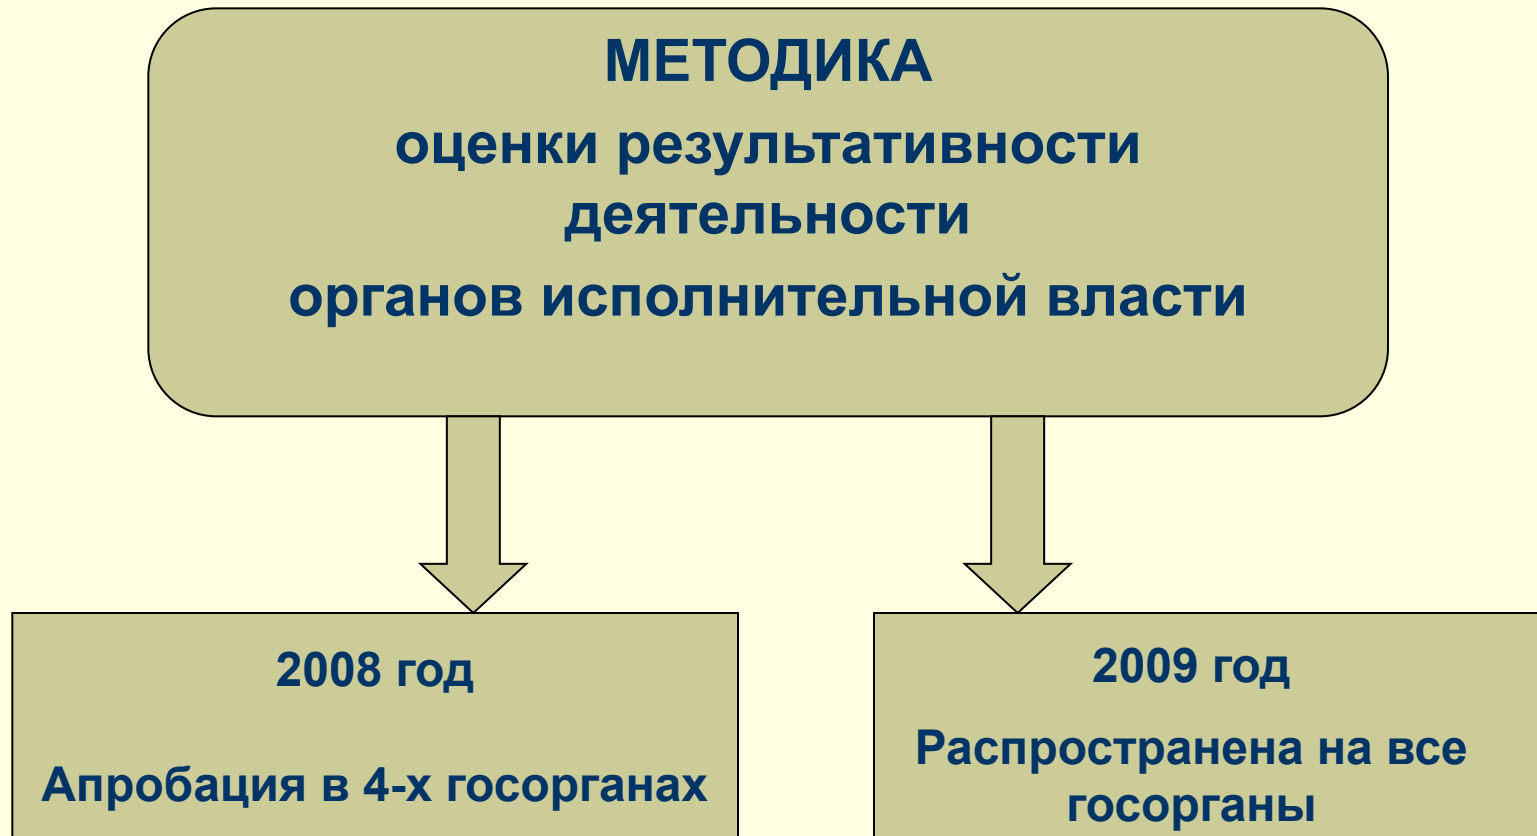 МЕТОДИКА
оценки результативности
деятельности
органов исполнительной власти
2008 год
Апробация в 4-х госорганах
2009 год
Распространена на все
госорганы